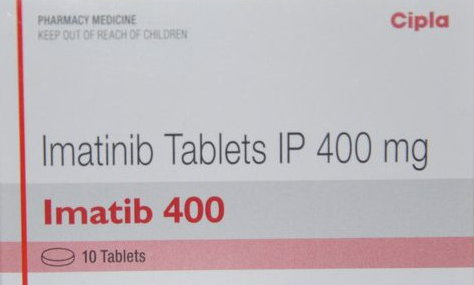 PHARMACY MEDICINE
KEEP OUT OF REACH OF CHILDREN
Cipla
Imatinib Tablets IP 400 mg
Imatib 400
10 Tablets